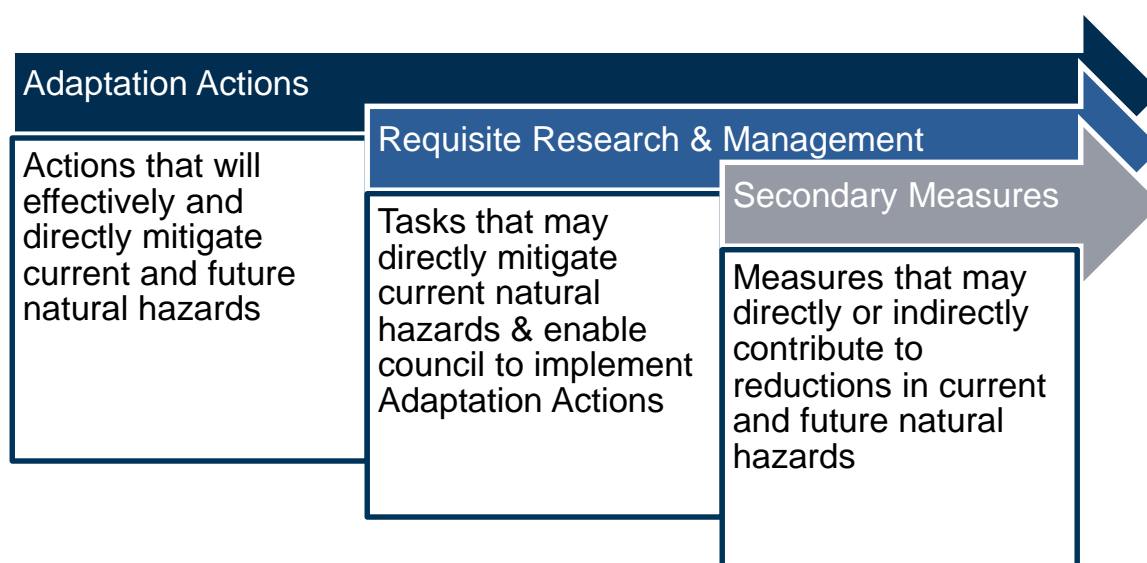 Adaptation Actions
Actions that will
effectively and
directly mitigate
current and future
natural hazards
Requisite Research & Management
Tasks that may
directly mitigate
current natural
hazards & enable
council to implement
Adaptation Actions
Secondary Measures
Measures that may
directly or indirectly
contribute to
reductions in current
and future natural
hazards